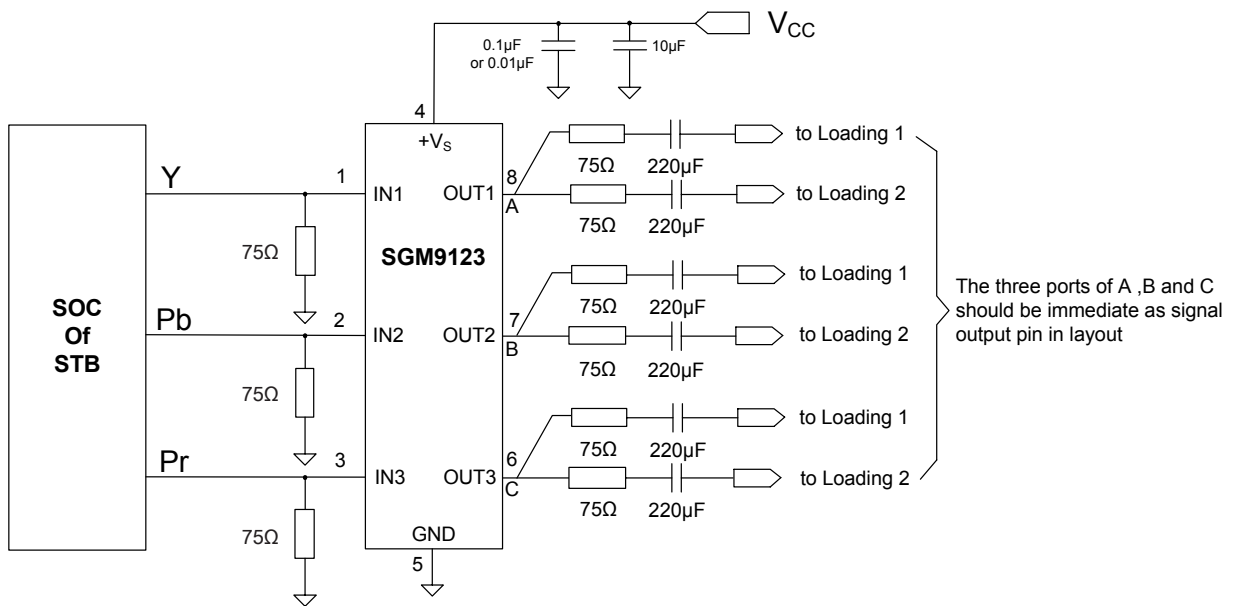 V_CC
0.1µF
or 0.01µF
10µF
4
+V_S
to Loading 1
75Ω
220µF
Y
1
IN1
OUT1
8
A
to Loading 2
75Ω
220µF
75Ω
SGM9123
to Loading 1
75Ω
220µF
SOC
Of
STB
Pb
2
IN2
OUT2
7
B
to Loading 2
75Ω
220µF
The three ports of A ,B and C
should be immediate as signal
output pin in layout
75Ω
to Loading 1
75Ω
220µF
Pr
3
IN3
OUT3
6
C
to Loading 2
75Ω
220µF
75Ω
GND
5